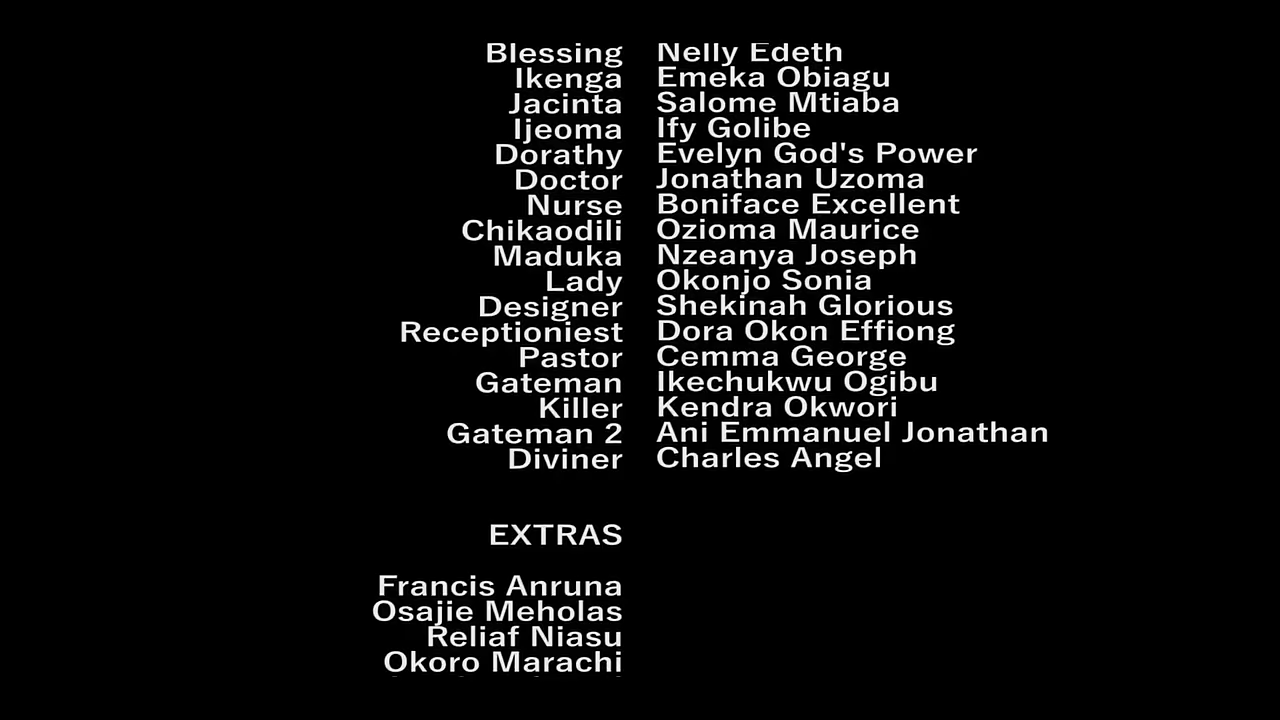 Blessing Nelly Edeth
Ikenga Emeka Obiagu
Jacinta Salome Mtiaba
Ijeoma Ify Golibe
Dorathy Evelyn God's Power
Doctor Jonathan Uzoma
Nurse Boniface Excellent
Chikaodili Ozioma Maurice
Maduka Nzeanya Joseph
Lady Okonjo Sonia
Designer Shekinah Glorious
Receptioniest Dora Okon Effiong
Pastor Cemma George
Gateman Ikechukwu Ogibu
Killer Kendra Okwori
Gateman 2 Ani Emmanuel Jonathan
Diviner Charles Angel
EXTRAS
Francis Anruna
Osajie Meholas
Reliaf Niasu
Okoro Marachi